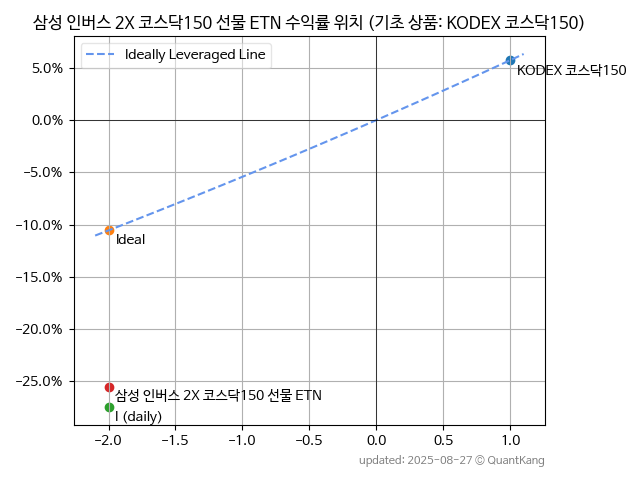 삼성 인버스 2X 코스닥150 선물 ETN 수익률 위치 (기초 상품: KODEX 코스닥150)
Ideally Leveraged Line
5.0%
0.0%
−5.0%
−10.0%
−15.0%
−20.0%
−25.0%
KODEX 코스닥150
Ideal
삼성 인버스 2X 코스닥150 선물 ETN
I (daily)
−2.0 −1.5 −1.0 −0.5 0.0 0.5 1.0
updated: 2025-08-27 © QuantKang